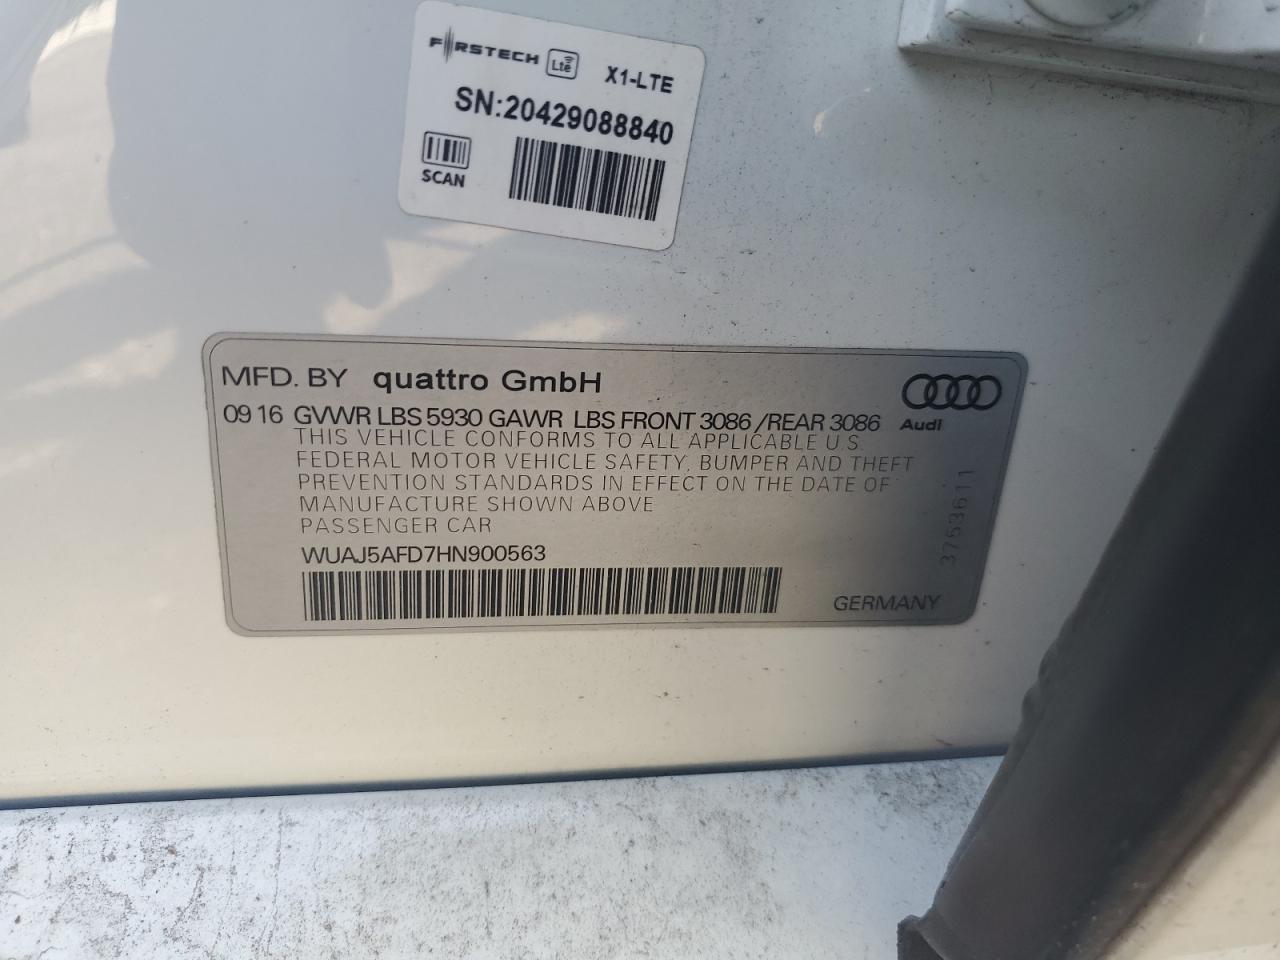 FIRSTECH Lte X1-LTE
SN:20429088840
SCAN
MFD. BY quattro GmbH
09 16 GVWR LBS 5930 GAWR LBS FRONT 3086 /REAR 3086 Audi
THIS VEHICLE CONFORMS TO ALL APPLICABLE U.S.
FEDERAL MOTOR VEHICLE SAFETY, BUMPER AND THEFT
PREVENTION STANDARDS IN EFFECT ON THE DATE OF
MANUFACTURE SHOWN ABOVE
PASSENGER CAR
WUAJ5AFD7HN900563
GERMANY
3763611